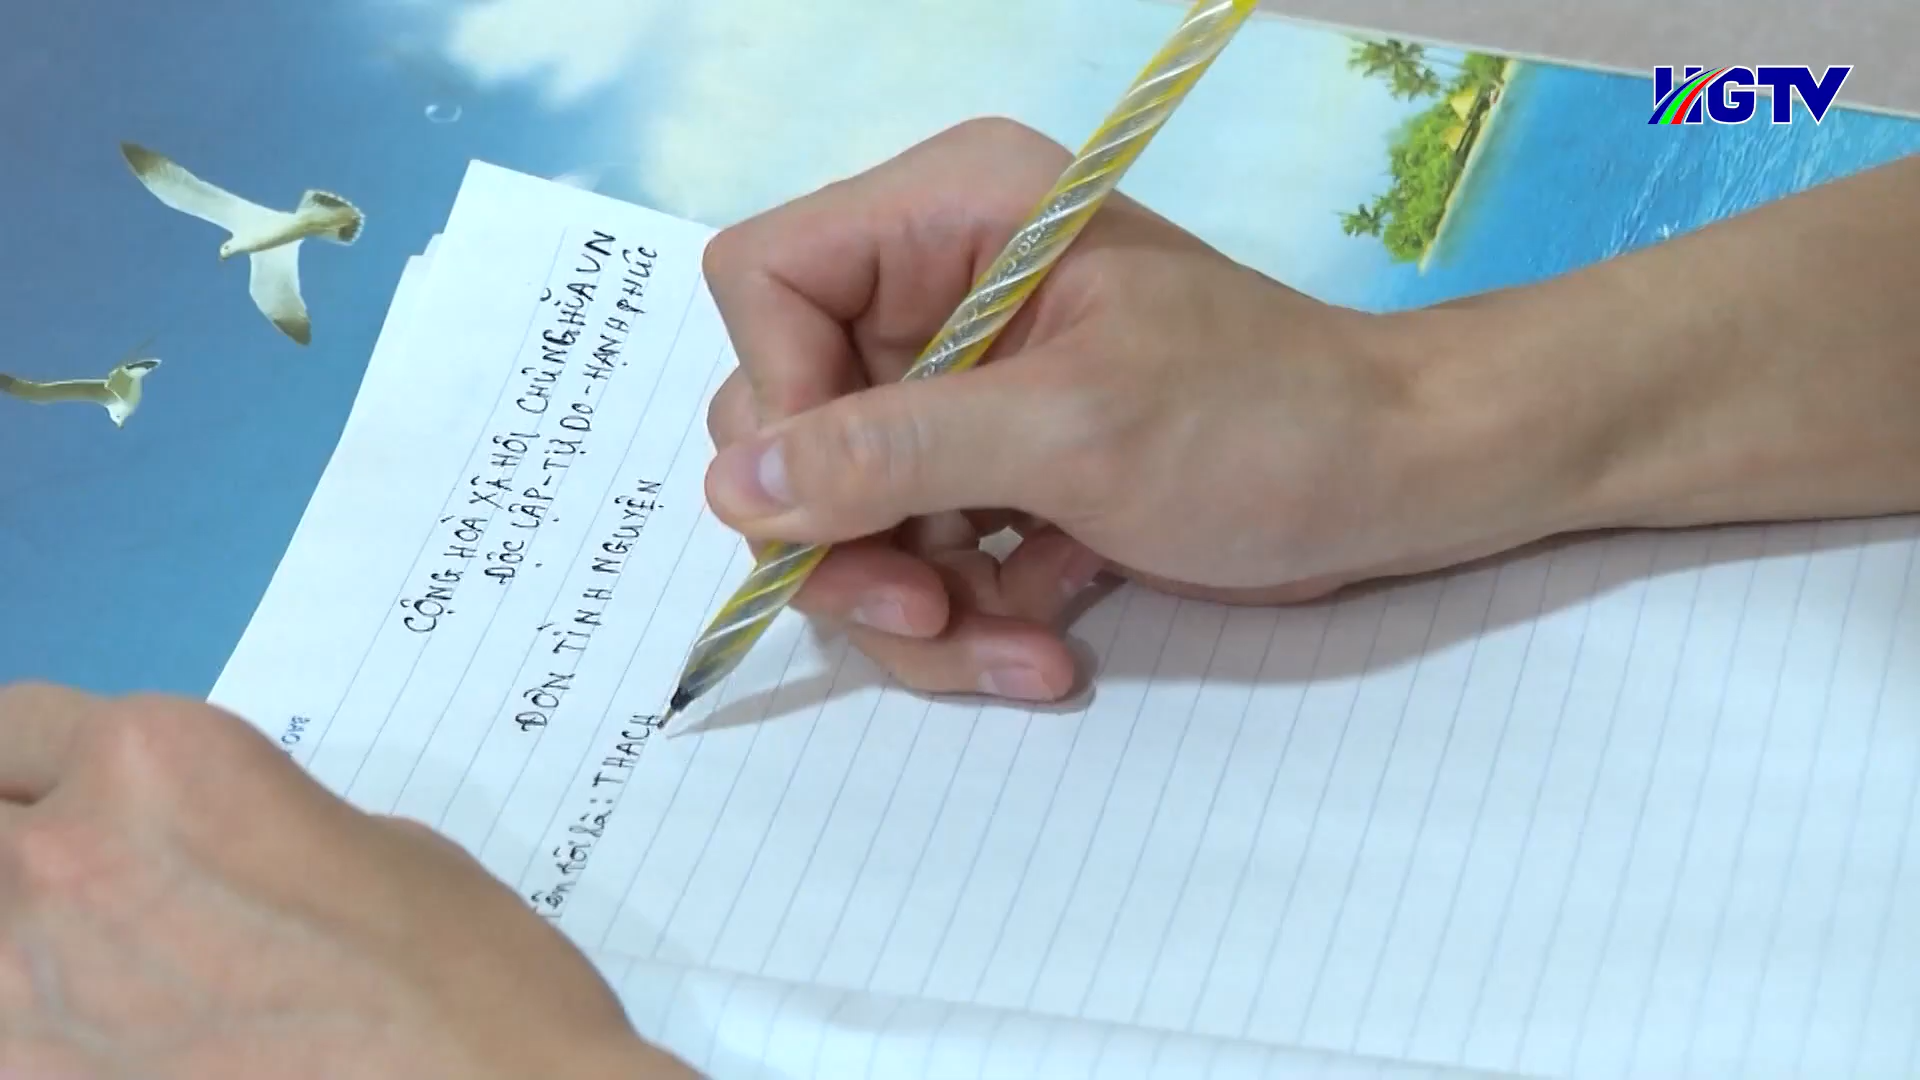 HGTV
CỘNG HÒA XÃ HỘI CHỦ NGHĨA VN
ĐỘC LẬP - TỰ DO - HẠNH PHÚC
ĐƠN TÌNH NGUYỆN
Tên tôi là: THẠCH